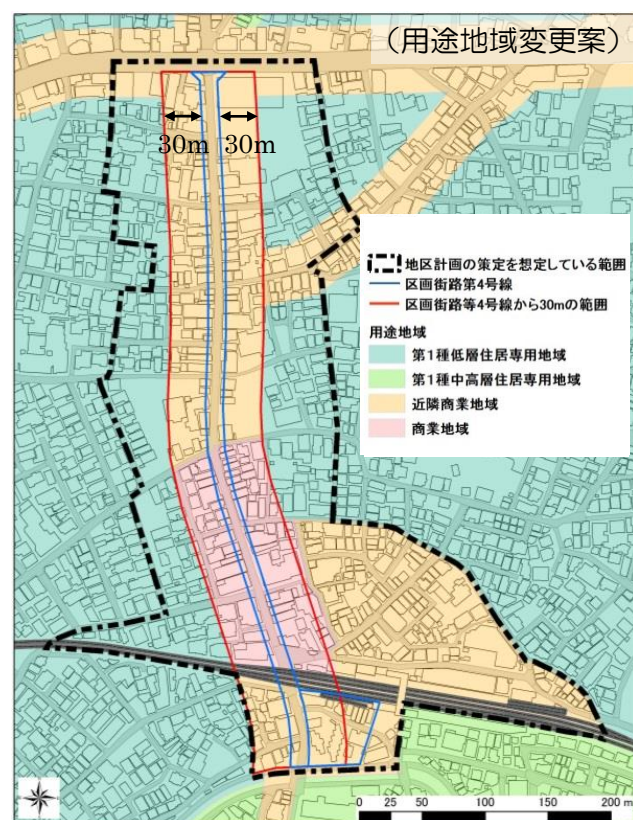 （用途地域変更案）
30m 30m
地区計画の策定を想定している範囲
区画街路第4号線
区画街路等4号線から30mの範囲
用途地域
第1種低層住居専用地域
第1種中高層住居専用地域
近隣商業地域
商業地域
0 25 50 100 150 200 m